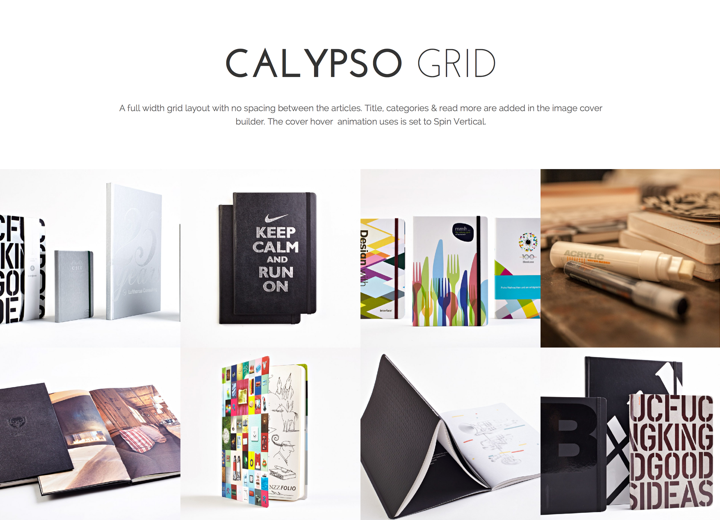 CALYPSO GRID
A full width grid layout with no spacing between the articles. Title, categories & read more are added in the image cover
builder. The cover hover animation uses is set to Spin Vertical.
KEEP
CALM
AND
RUN
ON
100
ACRYLIC
B
UCFUC
NGKING
DGOOD
SIDEAS